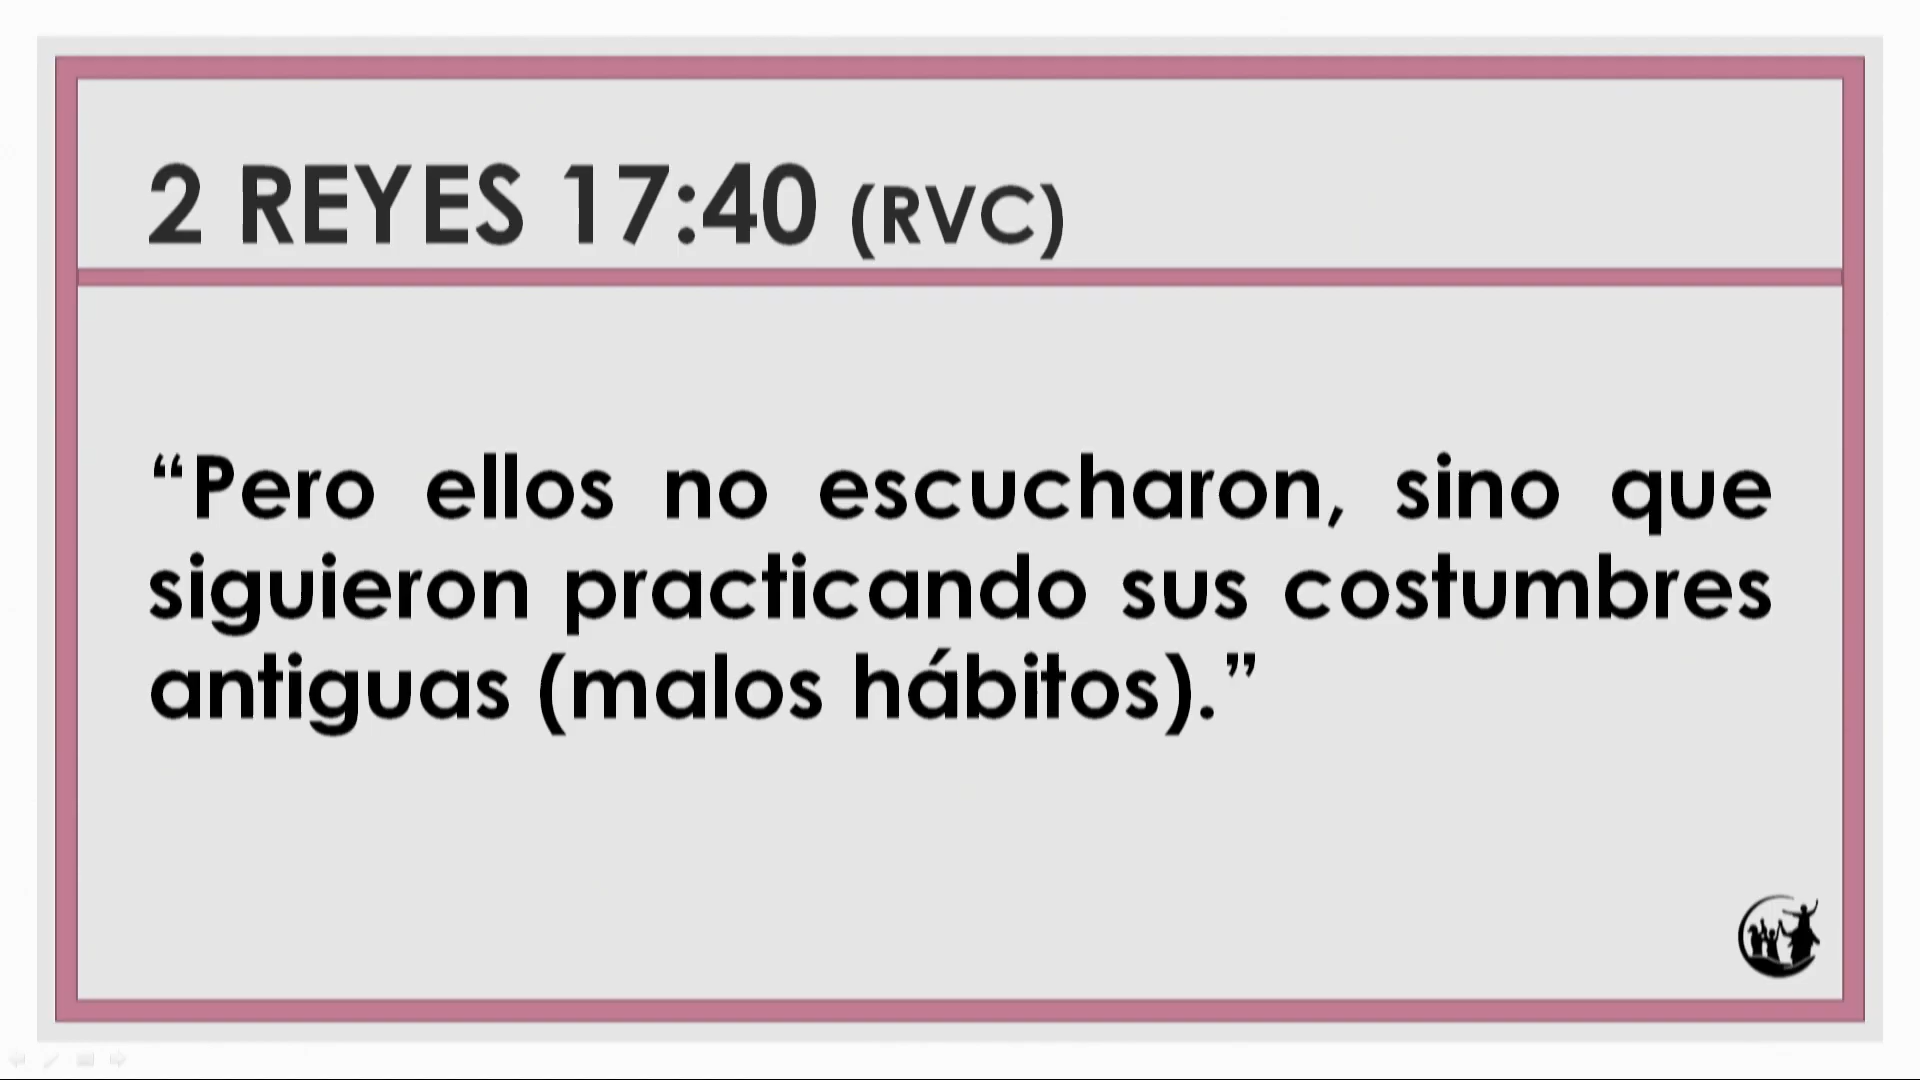 2 REYES 17:40 (RVC)
“Pero ellos no escucharon, sino que
siguieron practicando sus costumbres
antiguas (malos hábitos).”